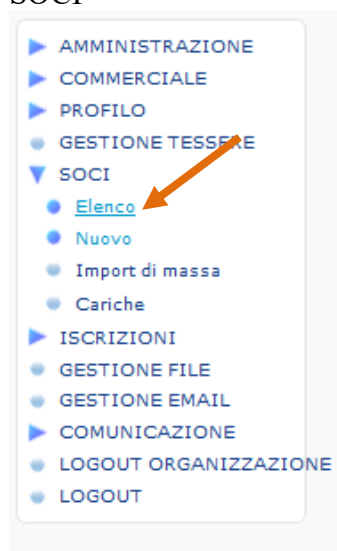 SOCI
AMMINISTRAZIONE
COMMERCIALE
PROFILO
GESTIONE TESSERE
SOCI
Elenco
Nuovo
Import di massa
Cariche
ISCRIZIONI
GESTIONE FILE
GESTIONE EMAIL
COMUNICAZIONE
LOGOUT ORGANIZZAZIONE
LOGOUT